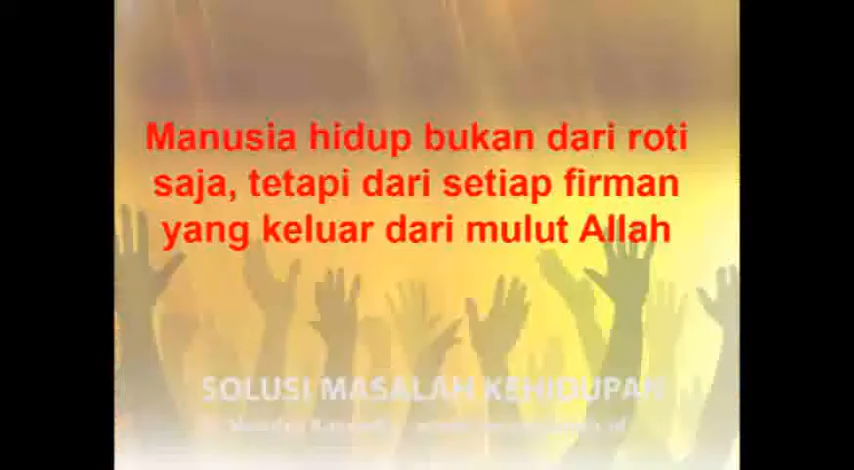 Manusia hidup bukan dari roti
saja, tetapi dari setiap firman
yang keluar dari mulut Allah
SOLUSI MASALAH KEHIDUPAN